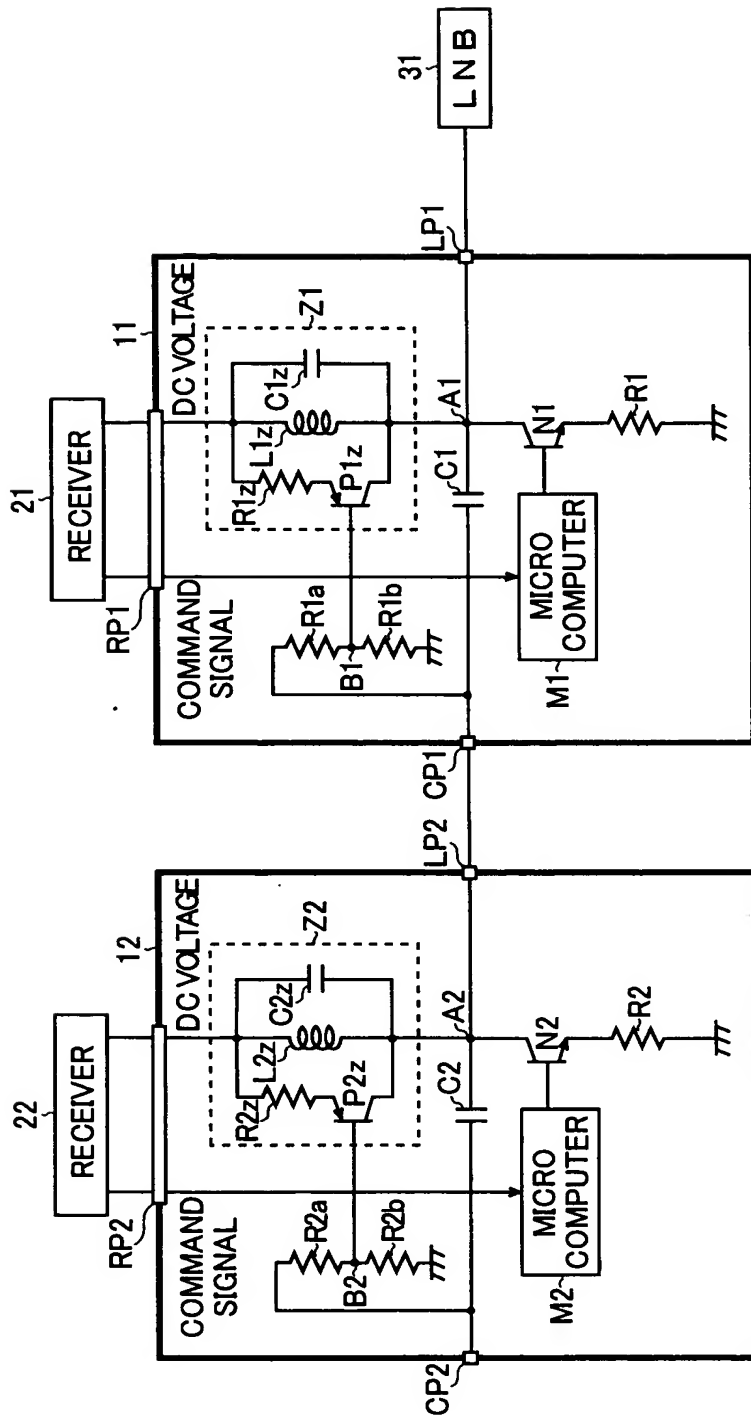 22
RECEIVER
RP2
12
COMMAND
SIGNAL
DC VOLTAGE
Z2
R2z
L2z
C2z
P2z
R2a
B2
R2b
C2
A2
CP2
LP2
N2
MICRO
COMPUTER
M2
R2
21
RECEIVER
RP1
11
COMMAND
SIGNAL
DC VOLTAGE
Z1
R1z
L1z
C1z
P1z
R1a
B1
R1b
C1
A1
CP1
LP1
N1
MICRO
COMPUTER
M1
R1
31
LNB